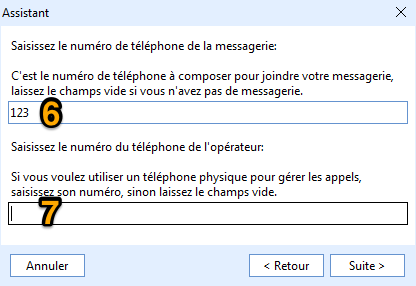 Assistant
Saisissez le numéro de téléphone de la messagerie:
C'est le numéro de téléphone à composer pour joindre votre messagerie,
laissez le champs vide si vous n'avez pas de messagerie.
123 6
Saisissez le numéro du téléphone de l'opérateur:
Si vous voulez utiliser un téléphone physique pour gérer les appels,
saisissez son numéro, sinon laissez le champs vide.
7
Annuler < Retour Suite >